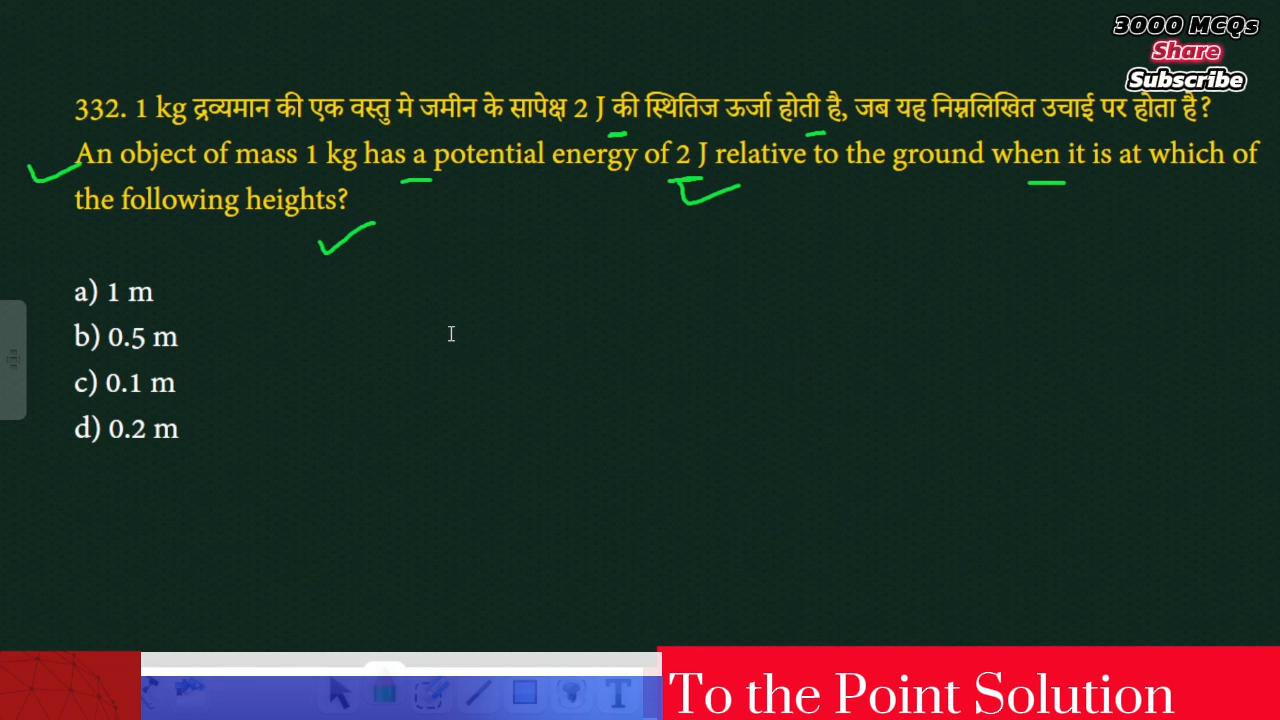 3000 MCQs
Share
Subscribe
332. 1 kg द्रव्यमान की एक वस्तु मे जमीन के सापेक्ष 2 J की स्थितिज ऊर्जा होती है, जब यह निम्नलिखित उचाई पर होता है?
An object of mass 1 kg has a potential energy of 2 J relative to the ground when it is at which of
the following heights?
a) 1 m
b) 0.5 m
c) 0.1 m
d) 0.2 m
T
To the Point Solution